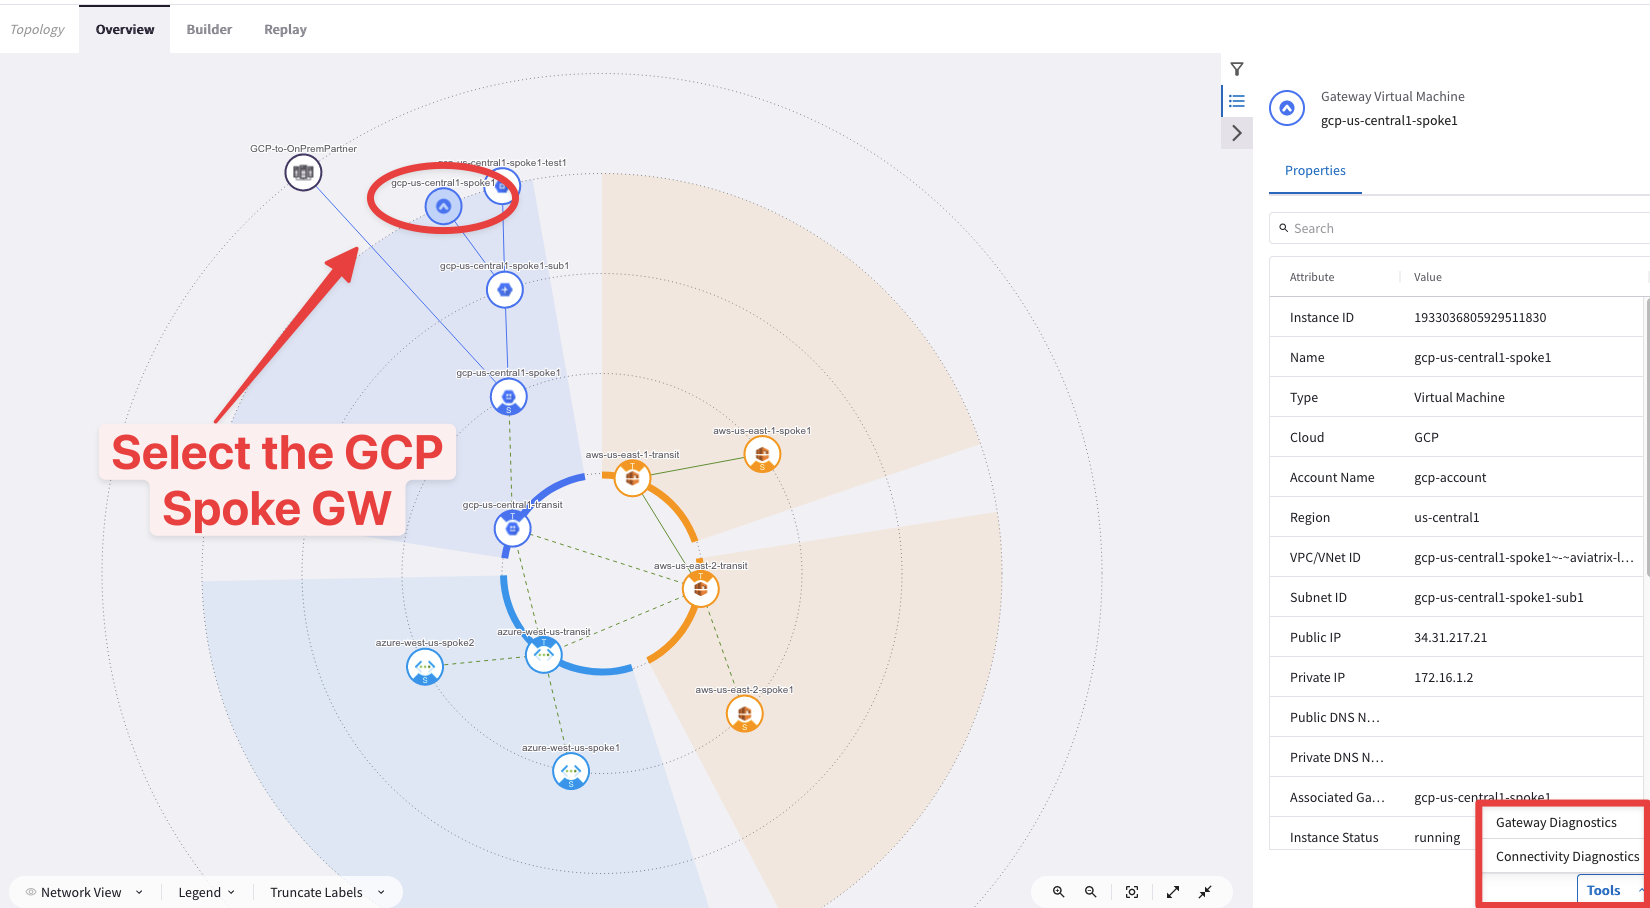 Topology
Overview
Builder
Replay
GCP-to-OnPremPartner
gcp-us-central1-spoke1-test1
gcp-us-central1-spoke1
gcp-us-central1-spoke1-sub1
gcp-us-central1-spoke1
S
Select the GCP
Spoke GW
aws-us-east-1-spoke1
S
aws-us-east-1-transit
T
gcp-us-central1-transit
T
aws-us-east-2-transit
T
azure-west-us-transit
T
azure-west-us-spoke2
S
aws-us-east-2-spoke1
S
azure-west-us-spoke1
S
Network View
Legend
Truncate Labels
Gateway Virtual Machine
gcp-us-central1-spoke1
Properties
Search
Attribute Value
Instance ID 1933036805929511830
Name gcp-us-central1-spoke1
Type Virtual Machine
Cloud GCP
Account Name gcp-account
Region us-central1
VPC/VNet ID gcp-us-central1-spoke1~-~aviatrix-l...
Subnet ID gcp-us-central1-spoke1-sub1
Public IP 34.31.217.21
Private IP 172.16.1.2
Public DNS N...
Private DNS N...
Associated Ga... gcp-us-central1-spoke1
Instance Status running
Gateway Diagnostics
Connectivity Diagnostics
Tools